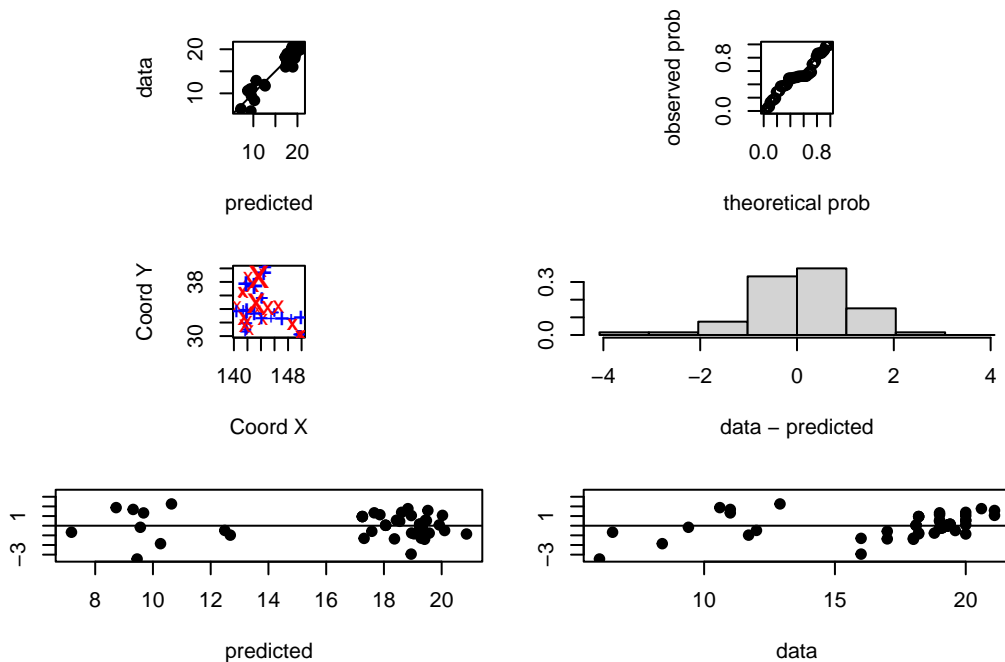 data
10 20
10 20
predicted
observed prob
0.0 0.8
0.0 0.8
theoretical prob
Coord Y
30 38
140 148
Coord X
0.0 0.3
−4 −2 0 2 4
data − predicted
−3 1
8 10 12 14 16 18 20
predicted
−3 1
10 15 20
data